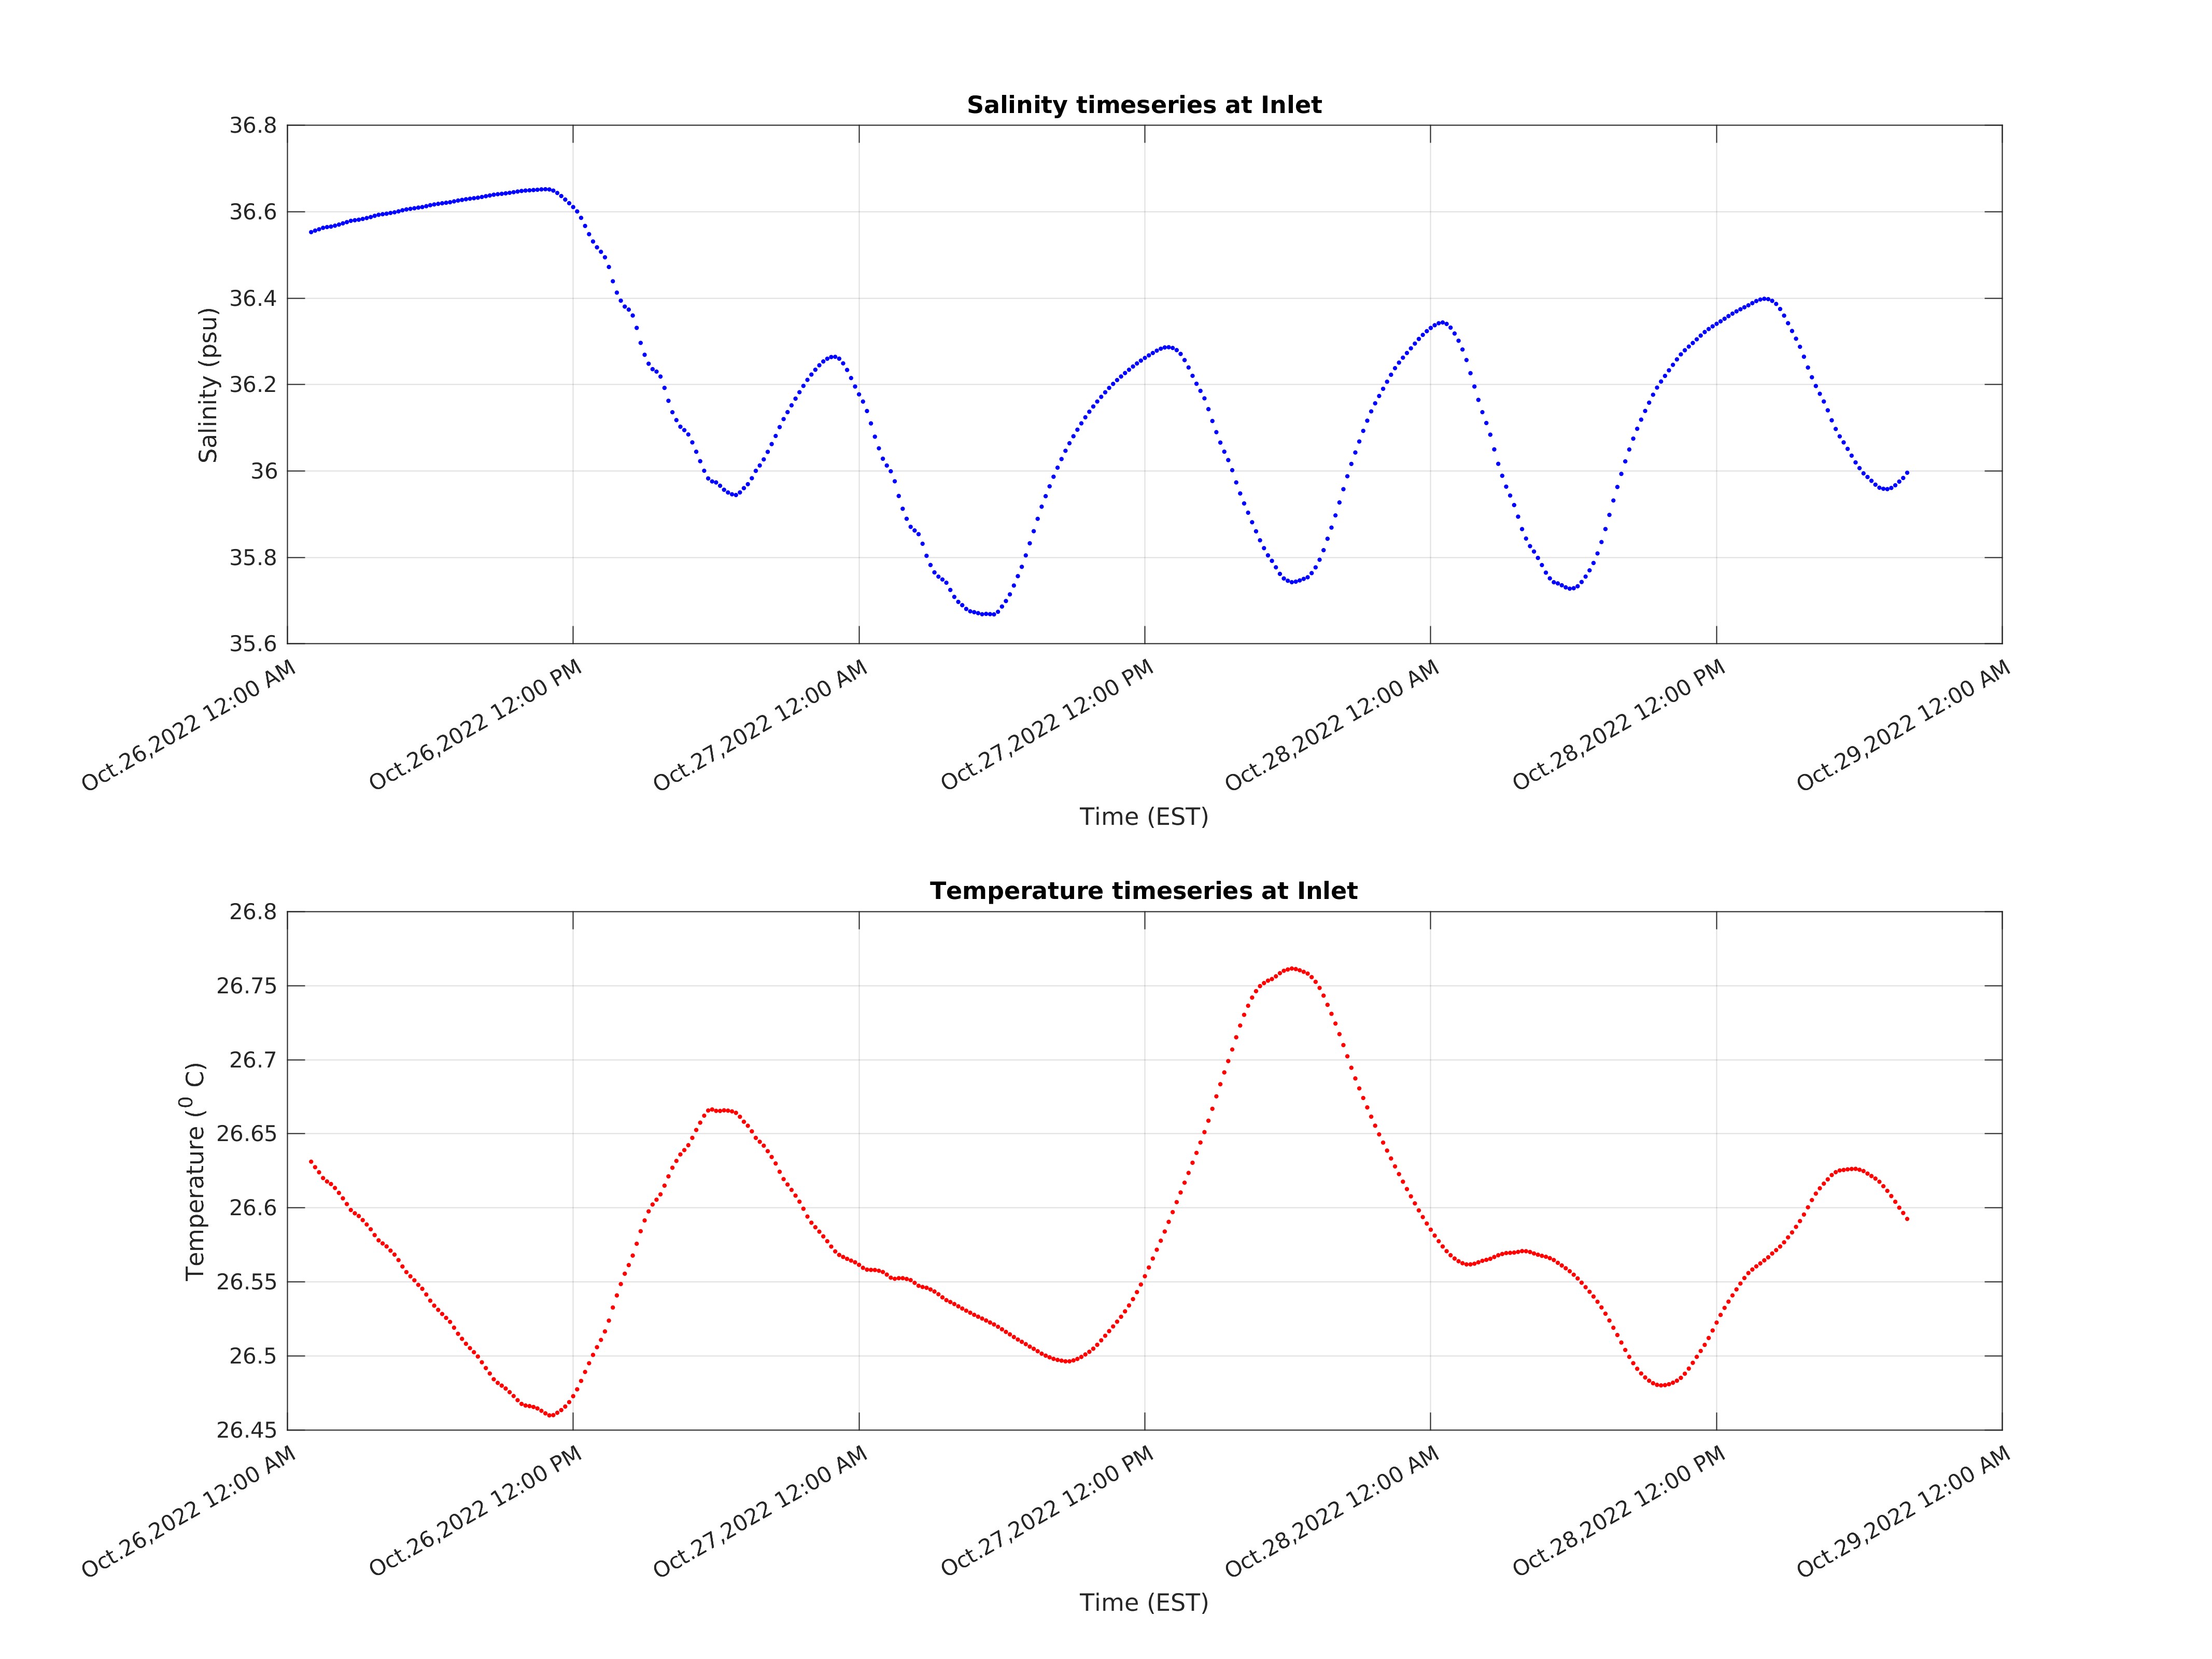 Salinity timeseries at Inlet
36.8
36.6
36.4
36.2
36
35.8
35.6
Salinity (psu)
Oct.26,2022 12:00 AM
Oct.26,2022 12:00 PM
Oct.27,2022 12:00 AM
Oct.27,2022 12:00 PM
Oct.28,2022 12:00 AM
Oct.28,2022 12:00 PM
Oct.29,2022 12:00 AM
Time (EST)
Temperature timeseries at Inlet
26.8
26.75
26.7
26.65
26.6
26.55
26.5
26.45
Temperature (⁰ C)
Oct.26,2022 12:00 AM
Oct.26,2022 12:00 PM
Oct.27,2022 12:00 AM
Oct.27,2022 12:00 PM
Oct.28,2022 12:00 AM
Oct.28,2022 12:00 PM
Oct.29,2022 12:00 AM
Time (EST)